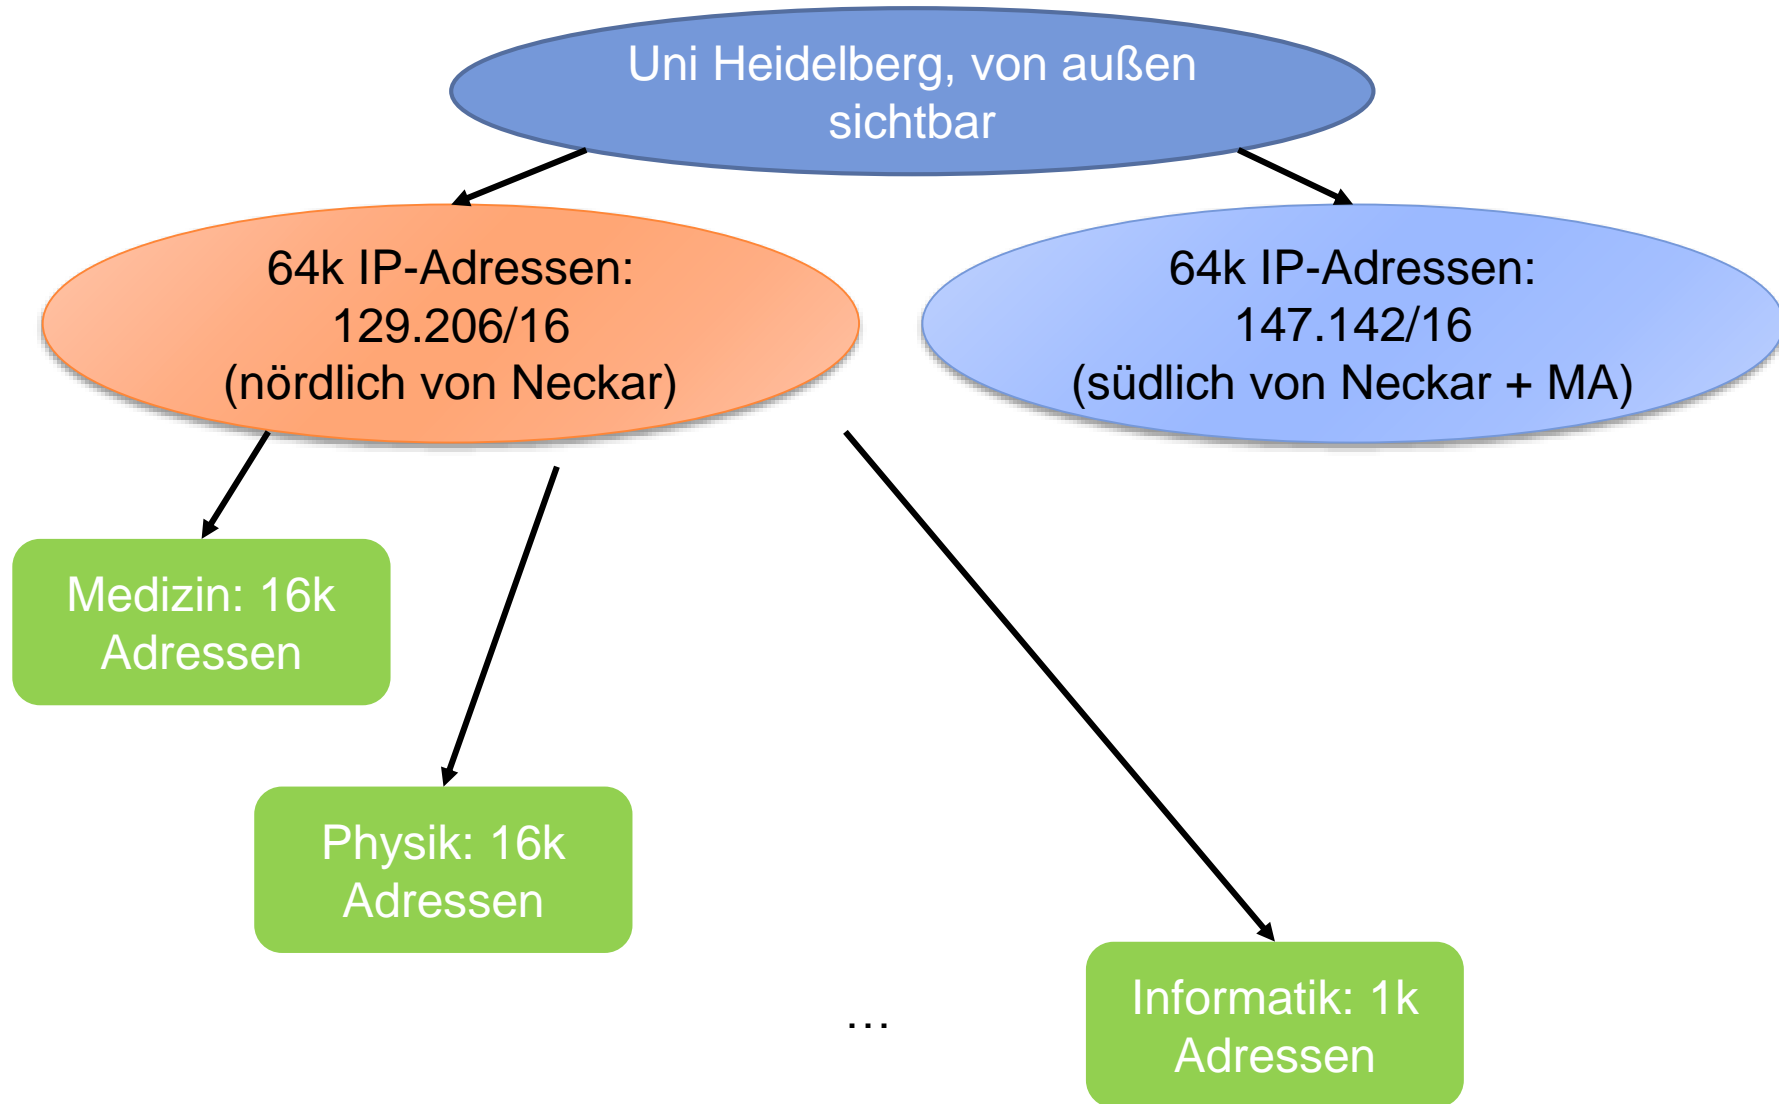 Uni Heidelberg, von außen
sichtbar
64k IP-Adressen:
129.206/16
(nördlich von Neckar)
64k IP-Adressen:
147.142/16
(südlich von Neckar + MA)
Medizin: 16k
Adressen
Physik: 16k
Adressen
…
Informatik: 1k
Adressen